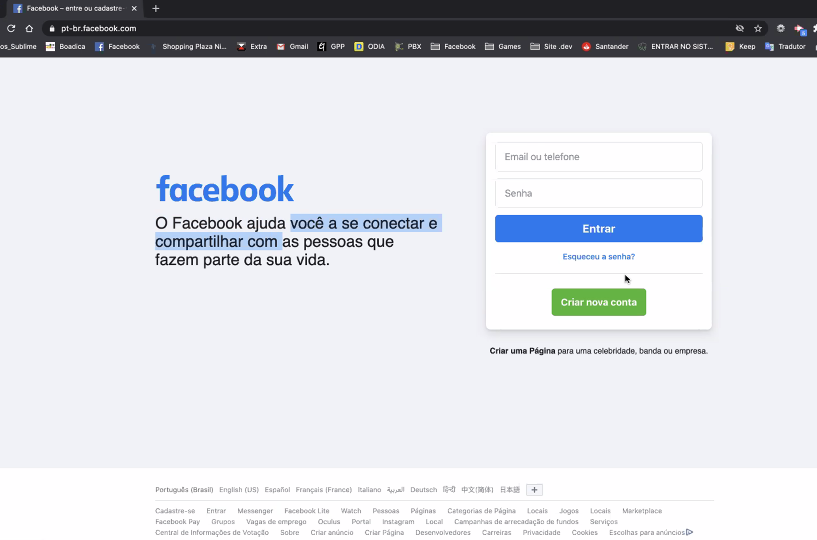 Facebook – entre ou cadastre-
pt-br.facebook.com
os_Sublime Boadica Facebook Shopping Plaza Ni... Extra Gmail GPP ODIA PBX Facebook Games Site .dev Santander ENTRAR NO SIST... Keep Tradutor
Email ou telefone
Senha
facebook
O Facebook ajuda você a se conectar e
compartilhar com as pessoas que
fazem parte da sua vida.
Entrar
Esqueceu a senha?
Criar nova conta
Criar uma Página para uma celebridade, banda ou empresa.
Português (Brasil) English (US) Español Français (France) Italiano العربية Deutsch हिन्दी 中文(简体) 日本語 +
Cadastre-se Entrar Messenger Facebook Lite Watch Pessoas Páginas Categorias de Página Locais Jogos Locais Marketplace
Facebook Pay Grupos Vagas de emprego Oculus Portal Instagram Local Campanhas de arrecadação de fundos Serviços
Central de Informações de Votação Sobre Criar anúncio Criar Página Desenvolvedores Carreiras Privacidade Cookies Escolhas para anúncios